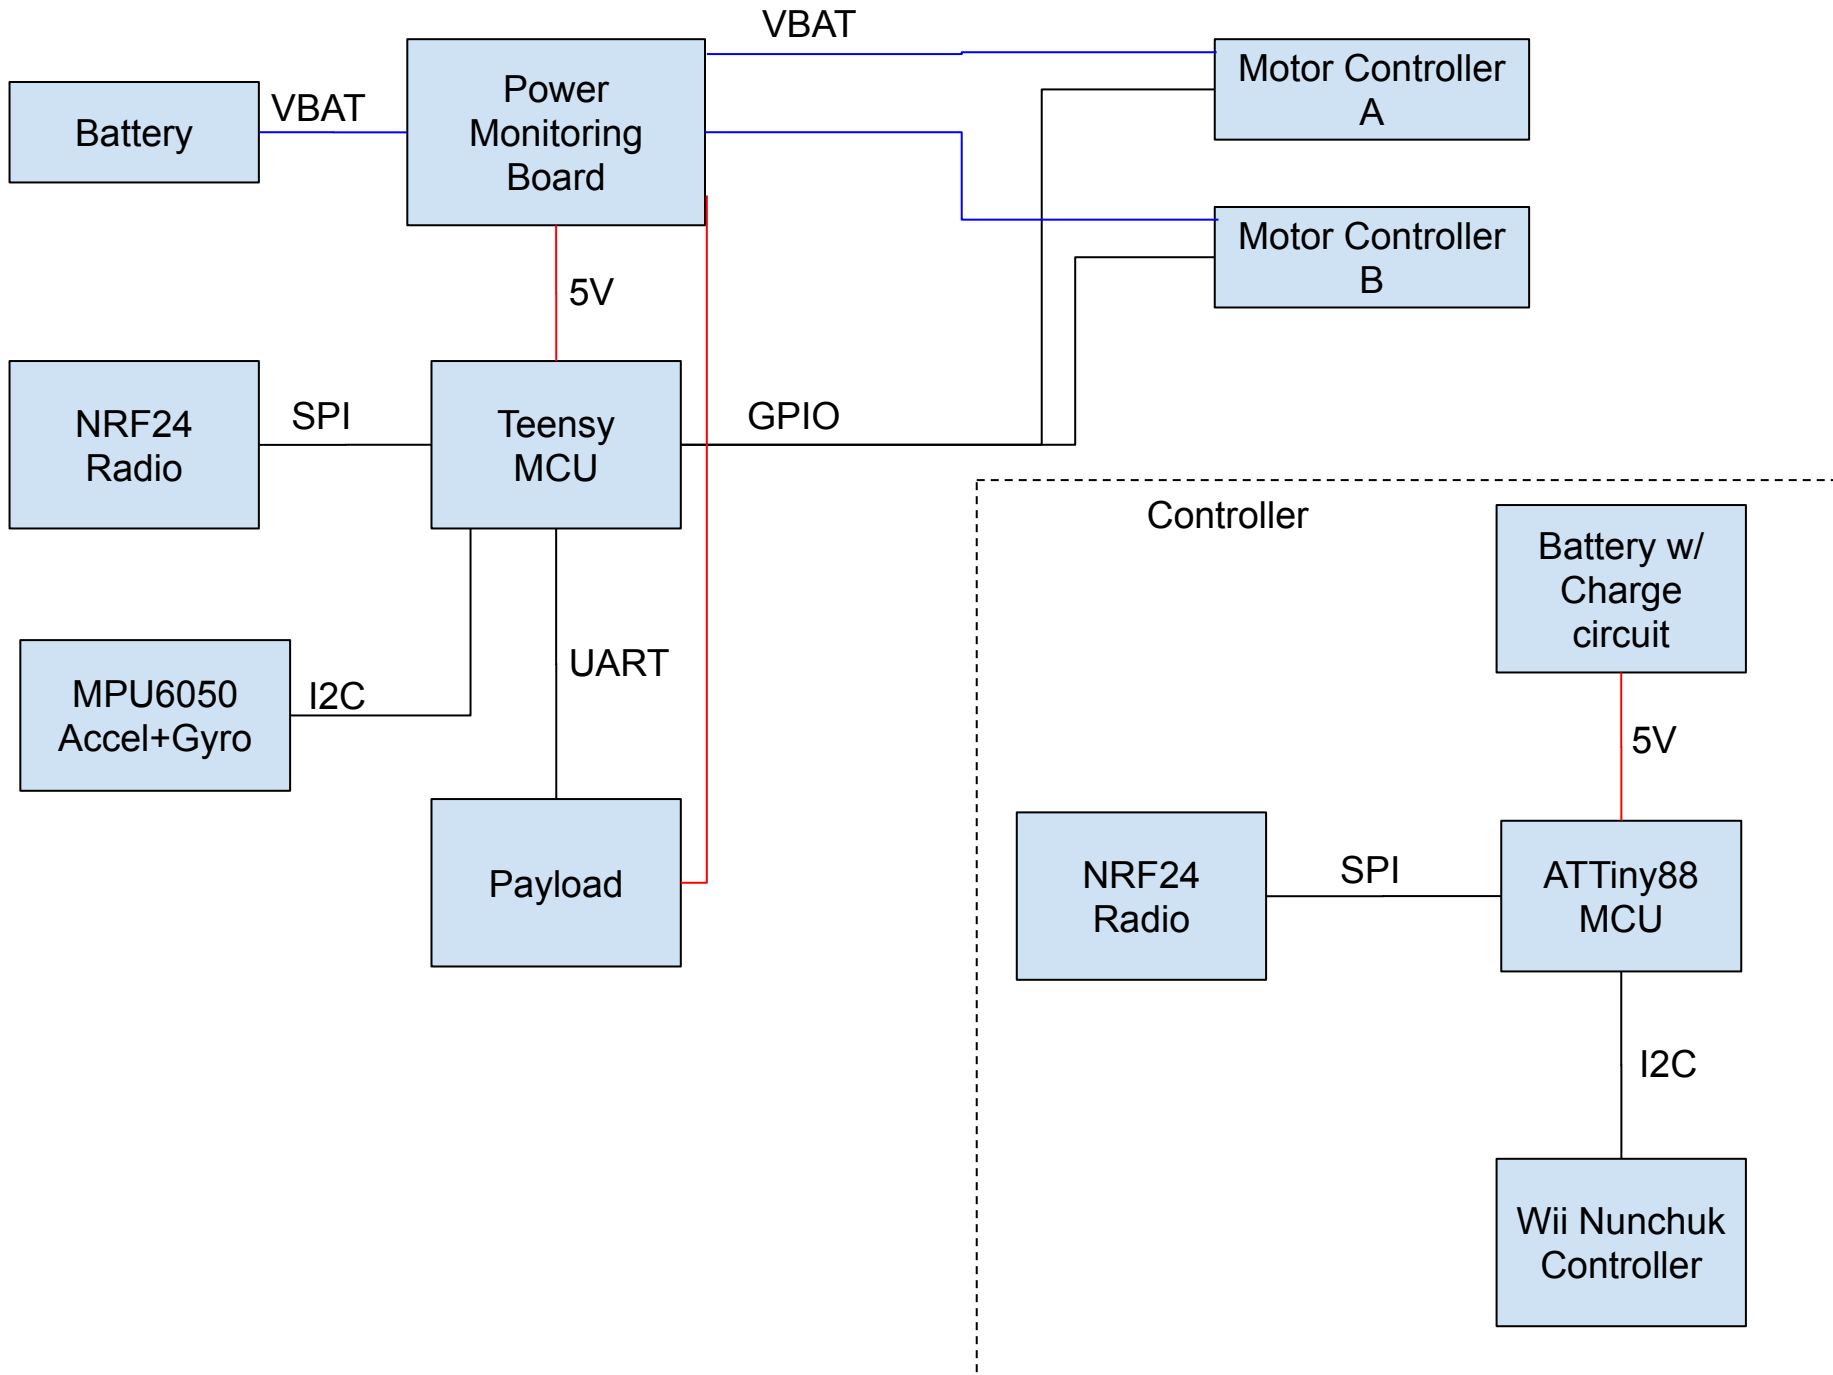 VBAT
Power
Monitoring
Board
Motor Controller
A
Battery
VBAT
Motor Controller
B
5V
NRF24
Radio
SPI
Teensy
MCU
GPIO
Controller
Battery w/
Charge
circuit
MPU6050
Accel+Gyro
I2C
UART
5V
Payload
NRF24
Radio
SPI
ATTiny88
MCU
I2C
Wii Nunchuk
Controller